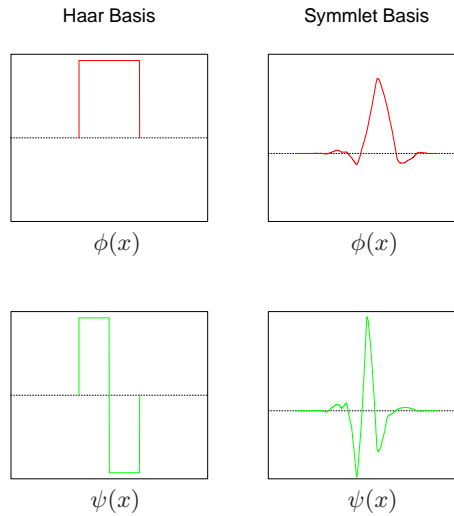 Haar Basis
Symmlet Basis
ϕ(x)
ϕ(x)
ψ(x)
ψ(x)